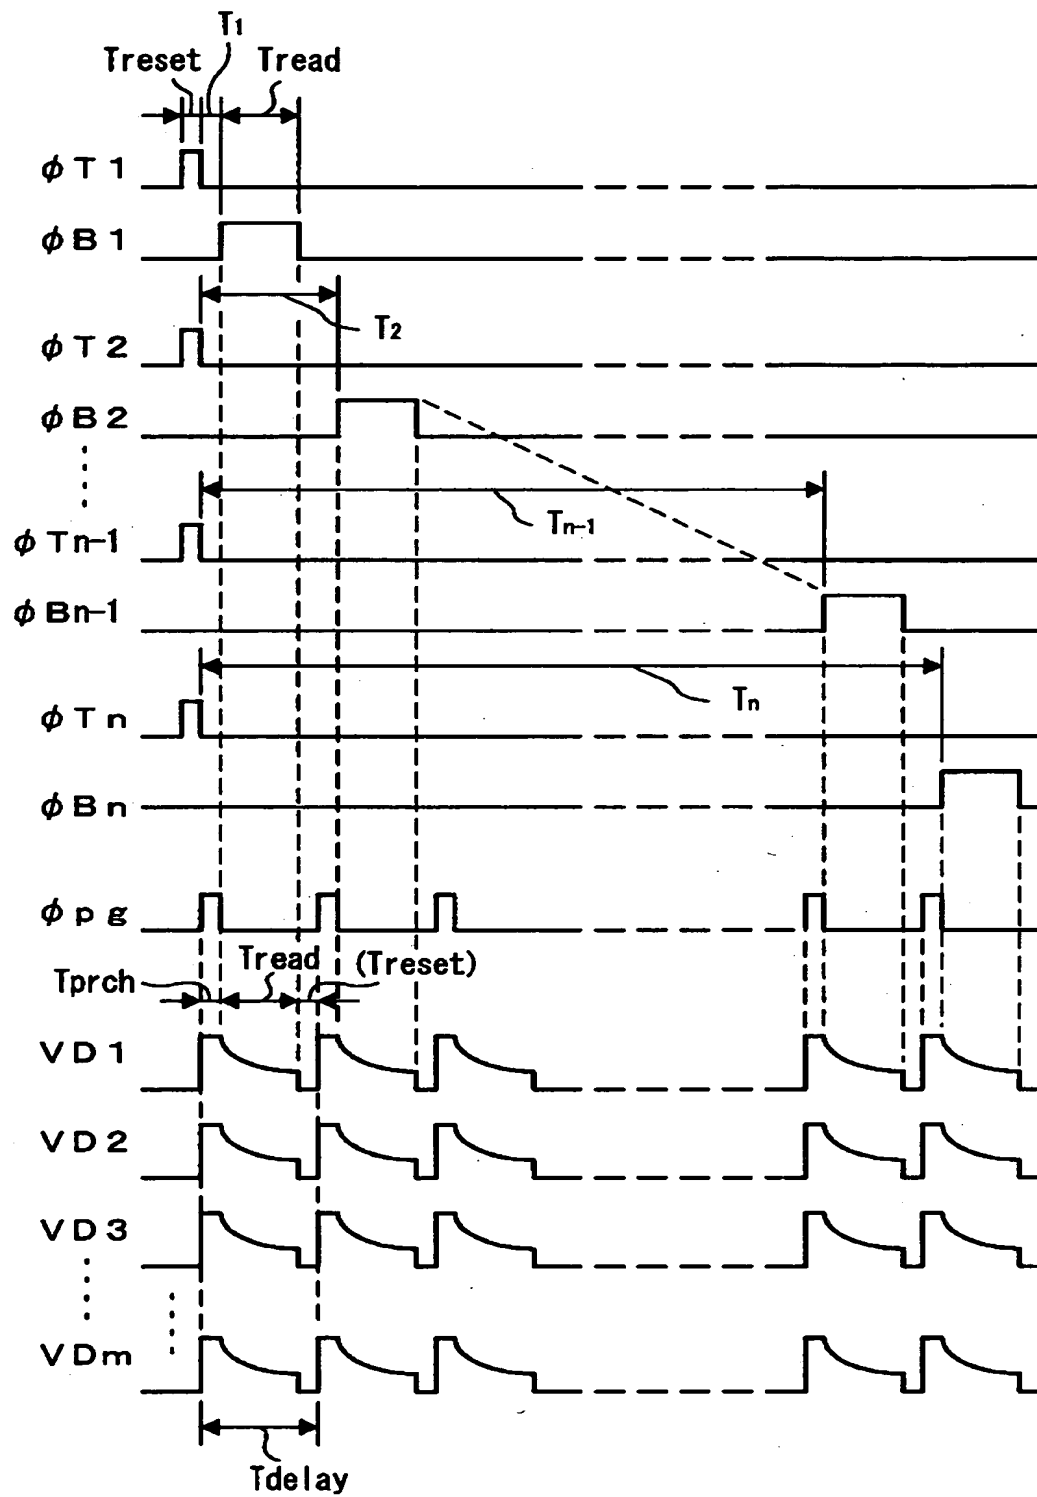 T1
Treset Tread
φT1
φB1
T2
φT2
φB2
Tn-1
φTn-1
φBn-1
Tn
φTn
φBn
φpg
Tprch Tread (Treset)
VD1
VD2
VD3
VDm
Tdelay